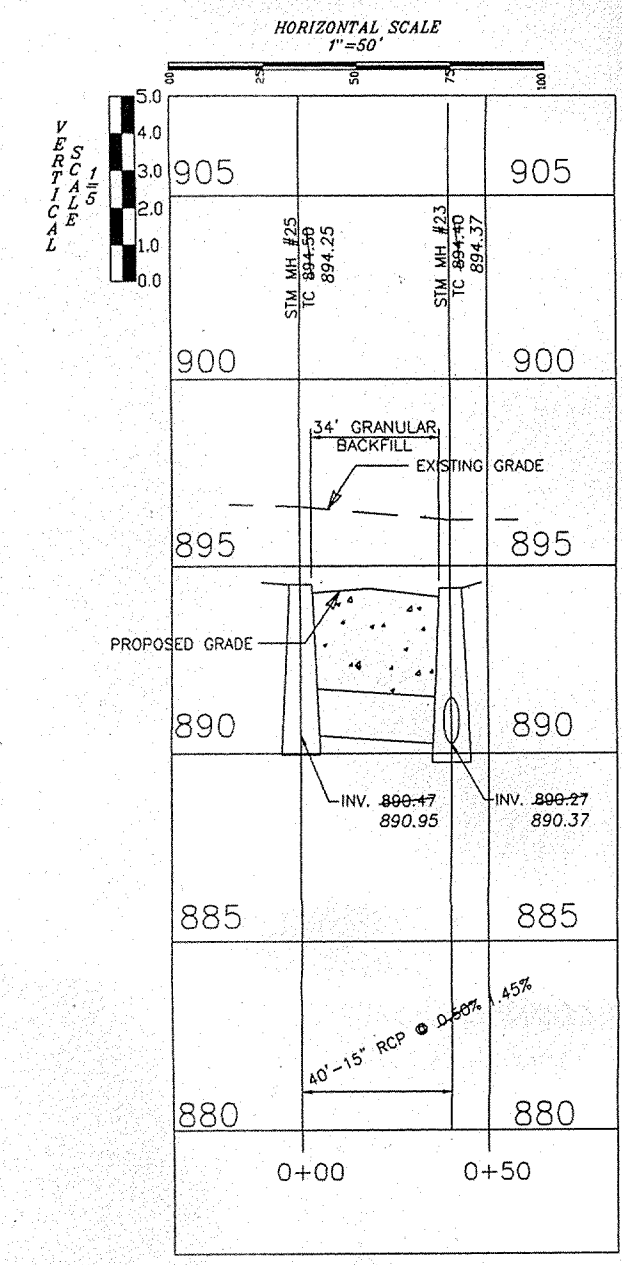 HORIZONTAL SCALE
1"=50'
00 25 50 75 100
VERTICAL
SCALE
1=5
5.0
4.0
3.0
2.0
1.0
0.0
905 905
STM MH #25
TC 894.50
894.25
STM MH #23
TC 894.40
894.37
900 900
34' GRANULAR
BACKFILL
EXISTING GRADE
895 895
PROPOSED GRADE
890 890
INV. 890.47
890.95
INV. 890.27
890.37
885 885
40'-15" RCP @ 0.50% 1.45%
880 880
0+00 0+50